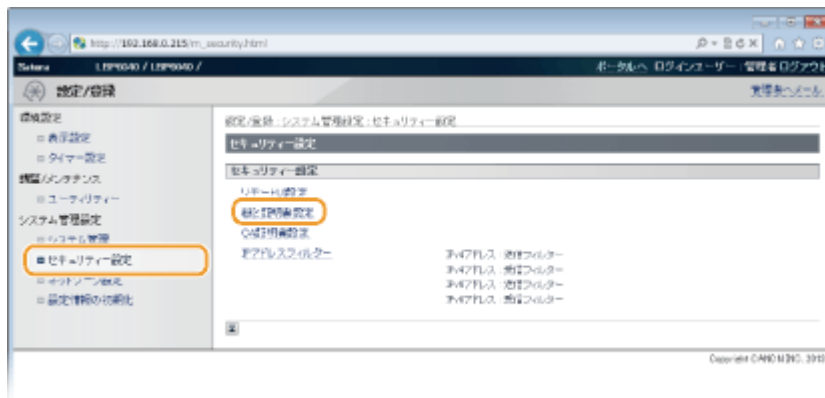 http://192.168.0.215/m_security.html
Satera LBP6040 / LBP6040 /
ポータルへ ログインユーザー: 管理者 ログアウト
設定/登録
管理者へメール
環境設定
表示設定
タイマー設定
調整/メンテナンス
ユーティリティー
システム管理設定
システム管理
セキュリティー設定
ネットワーク設定
設定情報の初期化
設定/登録 : システム管理設定 : セキュリティー設定
セキュリティー設定
セキュリティー設定
リモートUI設定
鍵と証明書設定
CA証明書設定
IPアドレスフィルター
IPv4アドレス : 送信フィルター
IPv4アドレス : 受信フィルター
IPv6アドレス : 送信フィルター
IPv6アドレス : 受信フィルター
Copyright CANON INC.